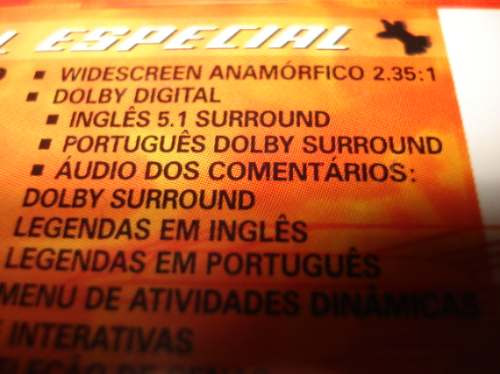 L ESPECIAL
▪ WIDESCREEN ANAMÓRFICO 2.35:1
▪ DOLBY DIGITAL
▪ INGLÊS 5.1 SURROUND
▪ PORTUGUÊS DOLBY SURROUND
▪ ÁUDIO DOS COMENTÁRIOS:
DOLBY SURROUND
LEGENDAS EM INGLÊS
LEGENDAS EM PORTUGUÊS
MENU DE ATIVIDADES DINÂMICAS
E INTERATIVAS